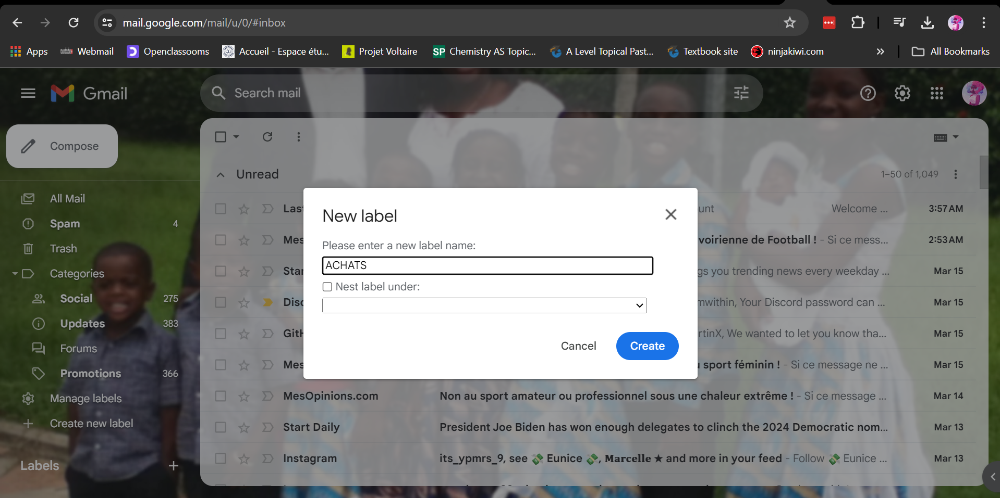 mail.google.com/mail/u/0/#inbox
Apps
Webmail
Openclassooms
Accueil - Espace étu...
Projet Voltaire
SP
Chemistry AS Topic...
A Level Topical Past...
Textbook site
ninjakiwi.com
All Bookmarks
Gmail
Search mail
Compose
Unread
1–50 of 1,049
All Mail
Spam 4
Trash
Categories
Social 275
Updates 383
Forums
Promotions 366
Manage labels
Create new label
Labels
New label
Please enter a new label name:
ACHATS
Nest label under:
Cancel
Create
Welcome ... 3:57 AM
voirienne de Football ! - Si ce mess... 2:53 AM
gs you trending news every weekday ... Mar 15
mwithin, Your Discord password can ... Mar 15
rtinX, We wanted to let you know tha... Mar 15
sport féminin ! - Si ce message ne ... Mar 15
MesOpinions.com Non au sport amateur ou professionnel sous une chaleur extrême ! - Si ce message ... Mar 14
Start Daily President Joe Biden has won enough delegates to clinch the 2024 Democratic nom... Mar 13
Instagram its_ypmrs_9, see 💸 Eunice 💸, Marcelle ★ and more in your feed - Follow 💸 Eunice ... Mar 13